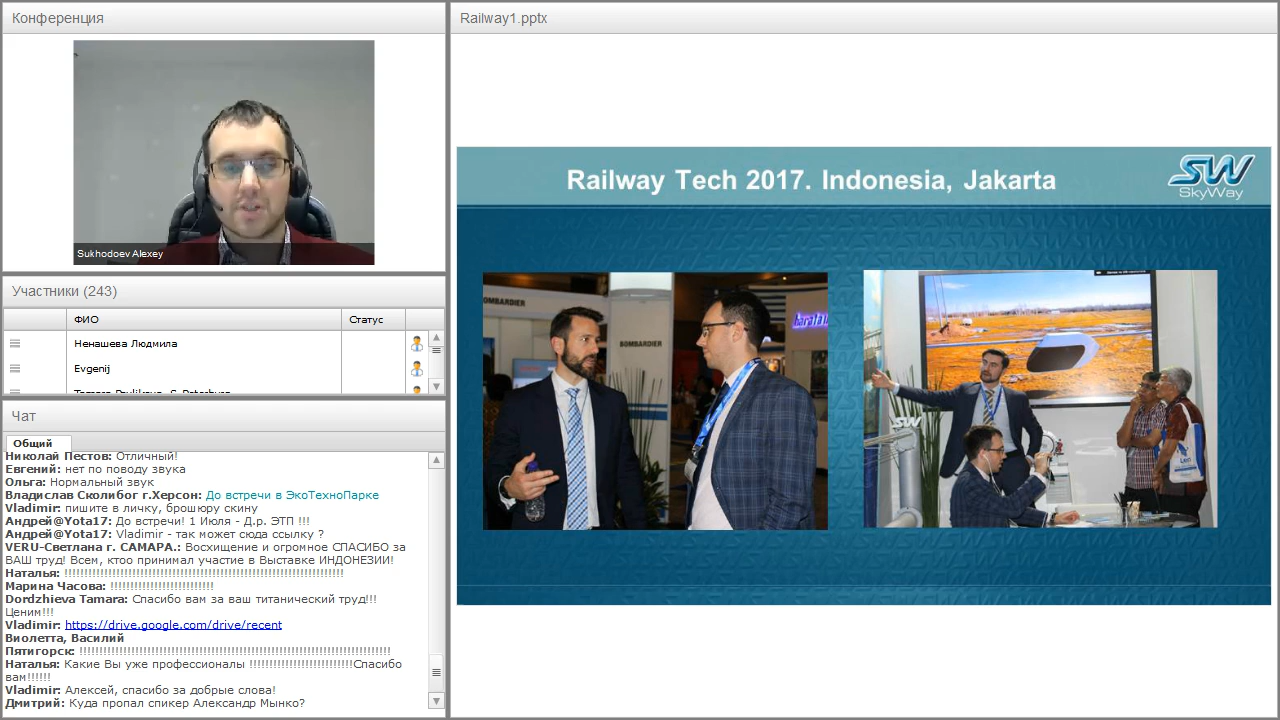 Конференция
Sukhodoev Alexey
Участники (243)
ФИО
Статус
Ненашева Людмила
Evgenij
Чат
Общий
Николай Пестов: Отличный!
Евгений: нет по поводу звука
Ольга: Нормальный звук
Владислав Сколибог г.Херсон: До встречи в ЭкоТехноПарке
Vladimir: пишите в личку, брошюру скину
Андрей@Yota17: До встречи! 1 Июля - Д.р. ЭТП !!!
Андрей@Yota17: Vladimir - так может сюда ссылку ?
VERU-Светлана г. САМАРА.: Восхищение и огромное СПАСИБО за
ВАШ труд! Всем, ктоо принимал участие в Выставке ИНДОНЕЗИИ!
Наталья: !!!!!!!!!!!!!!!!!!!!!!!!!!!!!!!!!!!!!!!!!!!!!!!!!!!!!!!!!!!!!!!!!!!!!!
Марина Часова: !!!!!!!!!!!!!!!!!!!!!!!!!!
Dordzhieva Tamara: Спасибо вам за ваш титанический труд!!!
Ценим!!!
Vladimir: https://drive.google.com/drive/recent
Виолетта, Василий
Пятигорск: !!!!!!!!!!!!!!!!!!!!!!!!!!!!!!!!!!!!!!!!!!!!!!!!!!!!!!!!!!!!!!!!!!!!!!!!!!!!!!
Наталья: Какие Вы уже профессионалы !!!!!!!!!!!!!!!!!!!!!!!!!!Спасибо
вам!!!!!!
Vladimir: Алексей, спасибо за добрые слова!
Дмитрий: Куда пропал спикер Александр Мынко?
Railway1.pptx
Railway Tech 2017. Indonesia, Jakarta
SW
SkyWay
BOMBARDIER
BOMBARDIER
SW